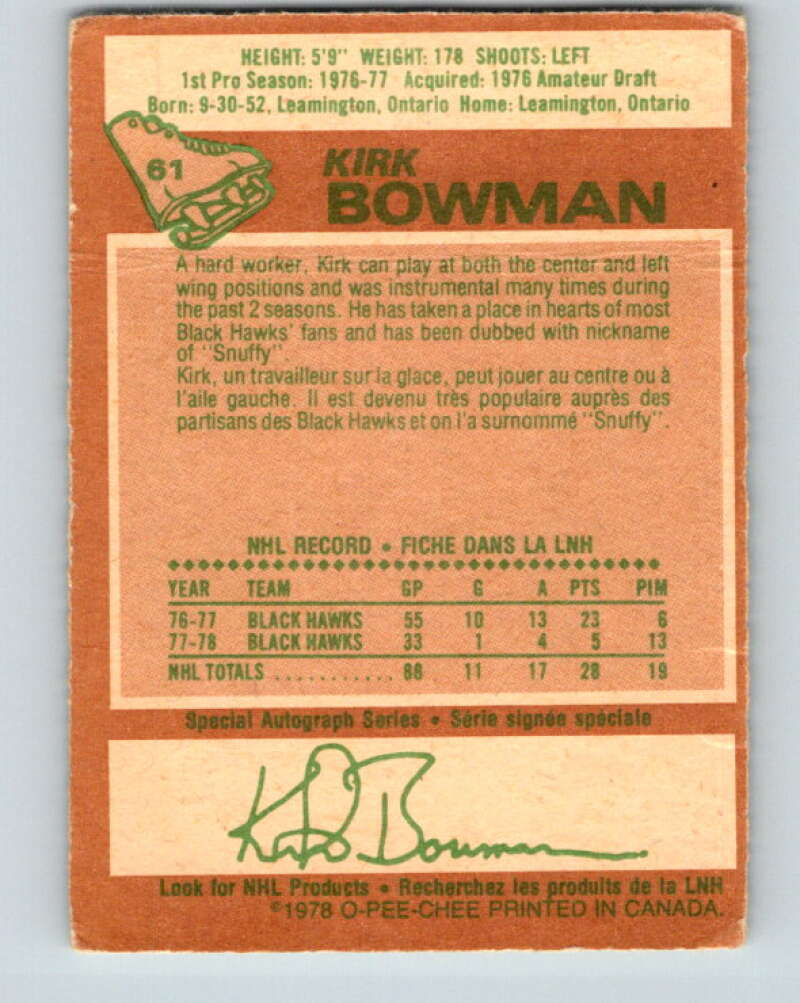 HEIGHT: 5'9" WEIGHT: 178 SHOOTS: LEFT
1st Pro Season: 1976-77 Acquired: 1976 Amateur Draft
Born: 9-30-52, Leamington, Ontario Home: Leamington, Ontario
61
KIRK
BOWMAN
A hard worker, Kirk can play at both the center and left
wing positions and was instrumental many times during
the past 2 seasons. He has taken a place in hearts of most
Black Hawks' fans and has been dubbed with nickname
of "Snuffy".
Kirk, un travailleur sur la glace, peut jouer au centre ou à
l'aile gauche. Il est devenu très populaire auprès des
partisans des Black Hawks et on l'a surnommé "Snuffy".
NHL RECORD • FICHE DANS LA LNH
YEAR TEAM GP G A PTS PIM
76-77 BLACK HAWKS 55 10 13 23 6
77-78 BLACK HAWKS 33 1 4 5 13
NHL TOTALS ............ 88 11 17 28 19
Special Autograph Series • Série signée spéciale
Kirk Bowman
Look for NHL Products • Recherchez les produits de la LNH
©1978 O-PEE-CHEE PRINTED IN CANADA.